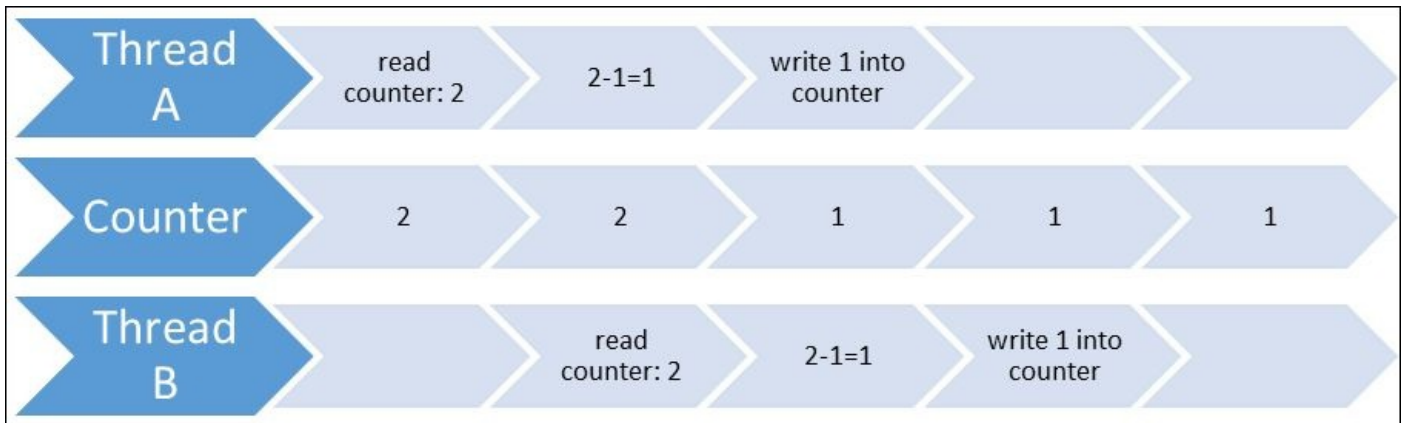 Thread
A
read
counter: 2
2-1=1
write 1 into
counter
Counter
2
2
1
1
1
Thread
B
read
counter: 2
2-1=1
write 1 into
counter